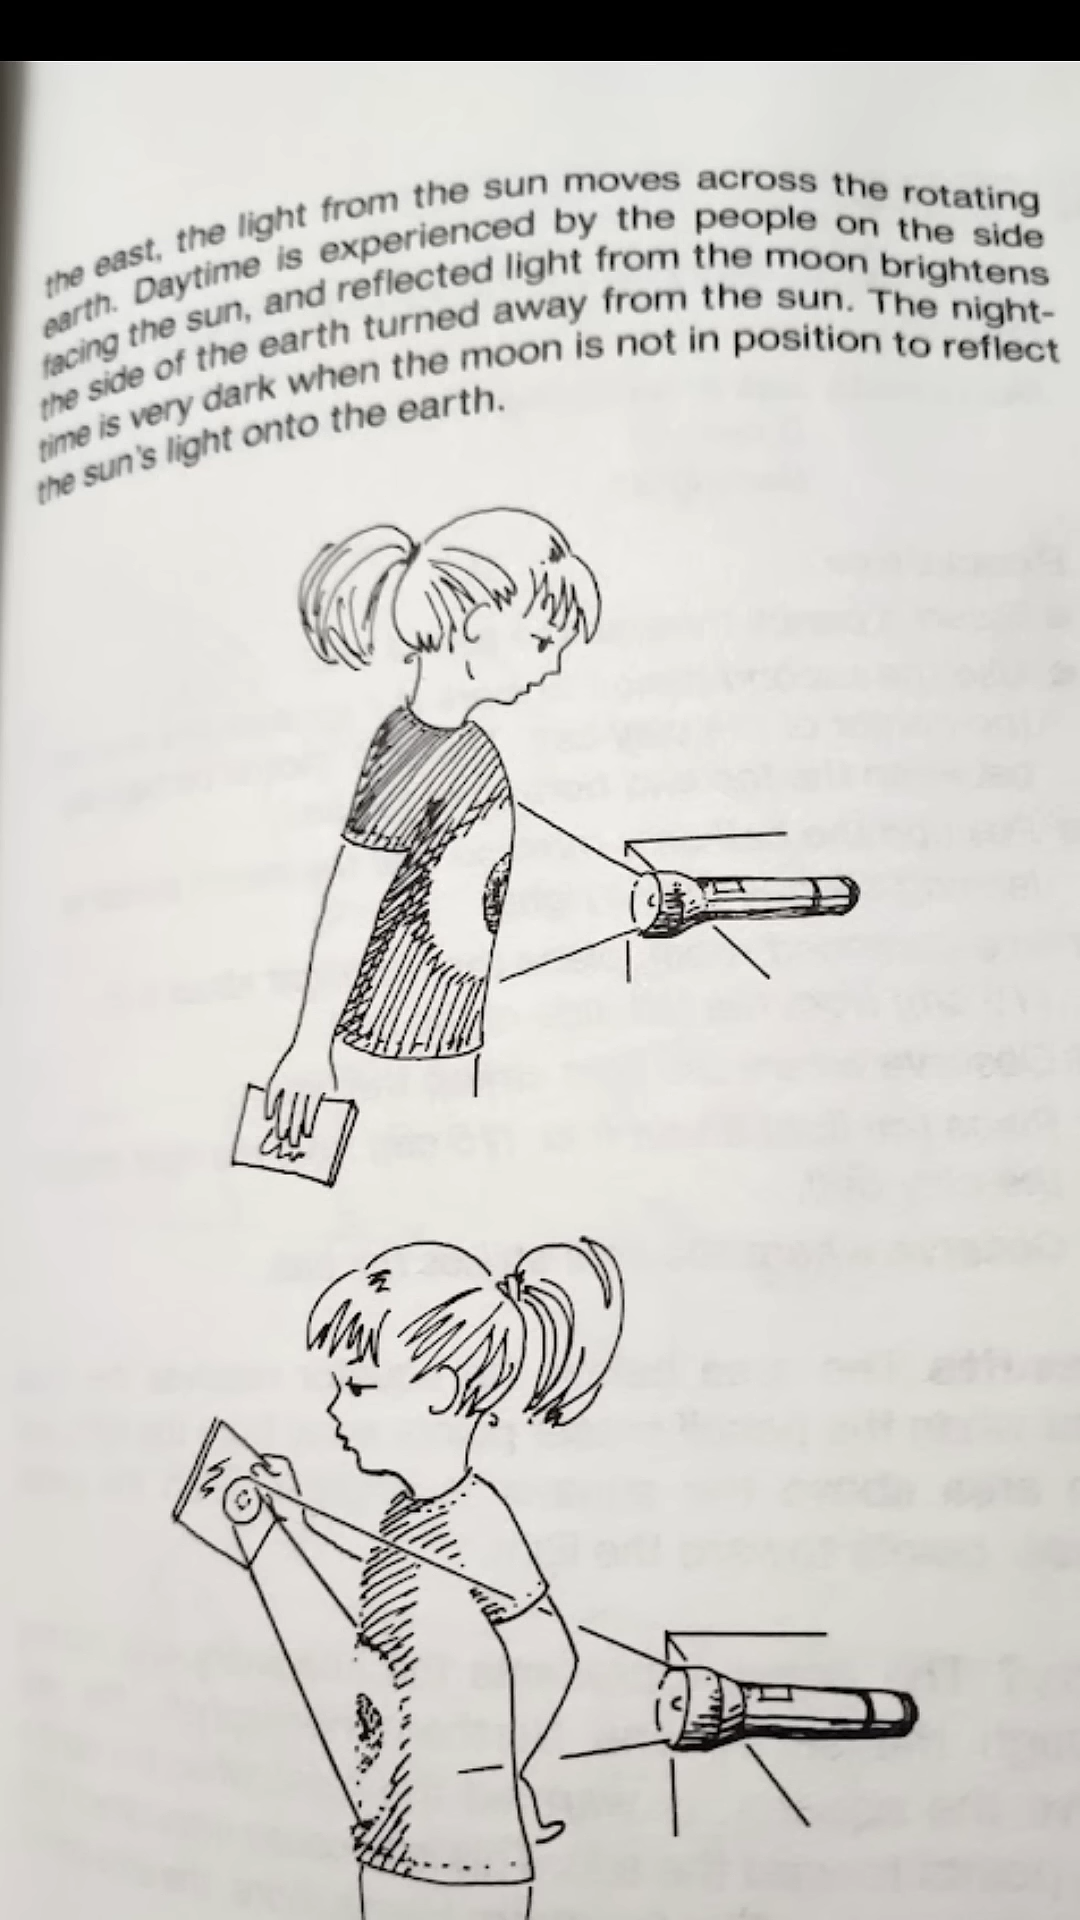 the east, the light from the sun moves across the rotating
earth. Daytime is experienced by the people on the side
facing the sun, and reflected light from the moon brightens
the side of the earth turned away from the sun. The night-
time is very dark when the moon is not in position to reflect
the sun's light onto the earth.